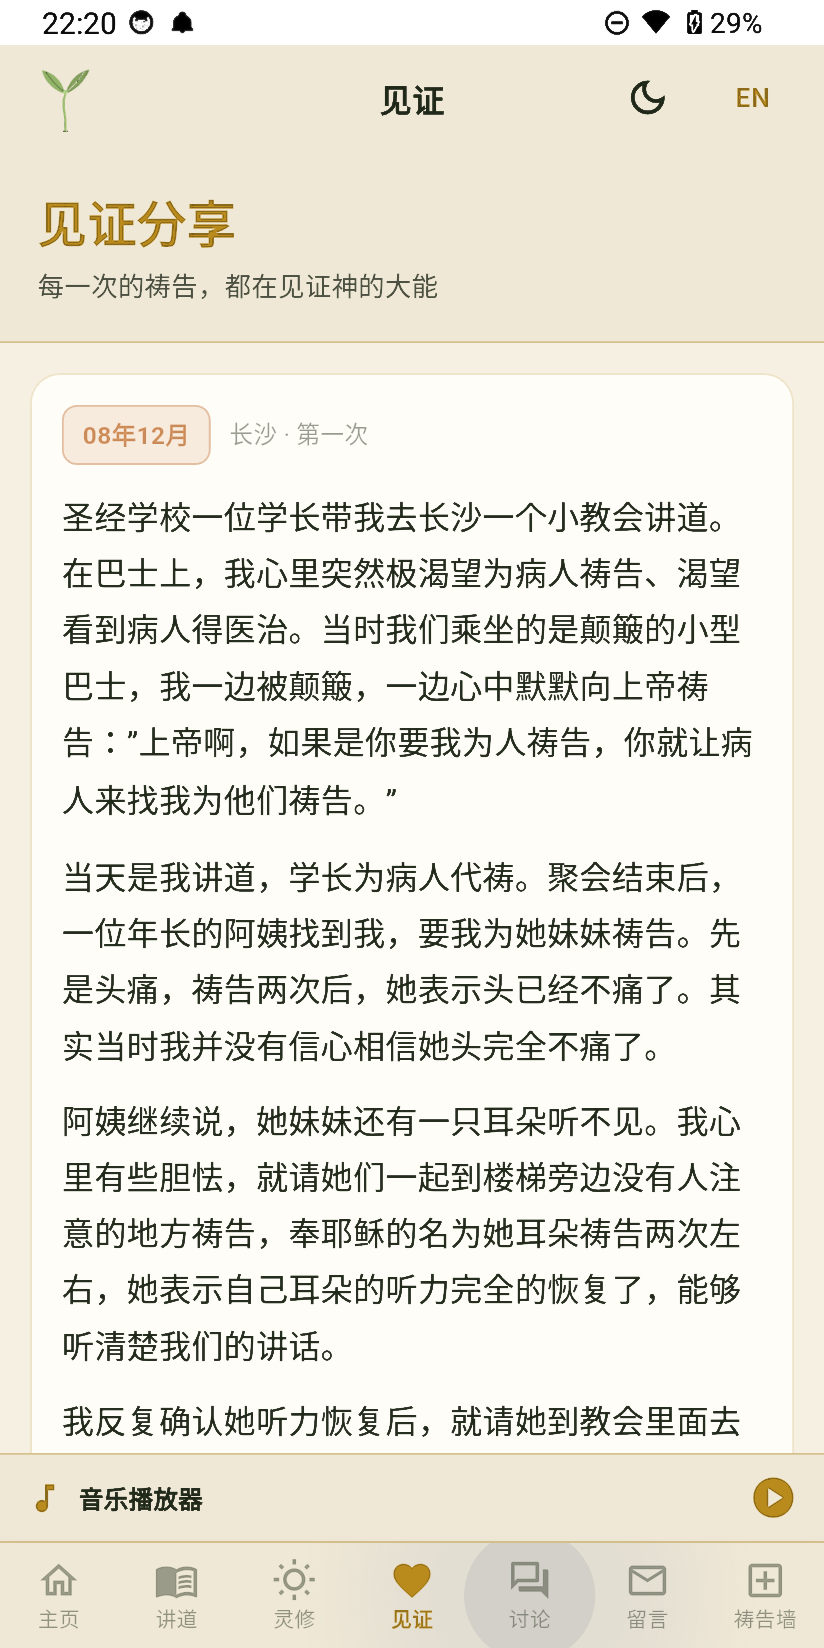 22:20
29%
见证
EN
见证分享
每一次的祷告，都在见证神的大能
08年12月
长沙 · 第一次
圣经学校一位学长带我去长沙一个小教会讲道。
在巴士上，我心里突然极渴望为病人祷告、渴望
看到病人得医治。当时我们乘坐的是颠簸的小型
巴士，我一边被颠簸，一边心中默默向上帝祷
告：”上帝啊，如果是你要我为人祷告，你就让病
人来找我为他们祷告。”
当天是我讲道，学长为病人代祷。聚会结束后，
一位年长的阿姨找到我，要我为她妹妹祷告。先
是头痛，祷告两次后，她表示头已经不痛了。其
实当时我并没有信心相信她头完全不痛了。
阿姨继续说，她妹妹还有一只耳朵听不见。我心
里有些胆怯，就请她们一起到楼梯旁边没有人注
意的地方祷告，奉耶稣的名为她耳朵祷告两次左
右，她表示自己耳朵的听力完全的恢复了，能够
听清楚我们的讲话。
我反复确认她听力恢复后，就请她到教会里面去
音乐播放器
主页
讲道
灵修
见证
讨论
留言
祷告墙